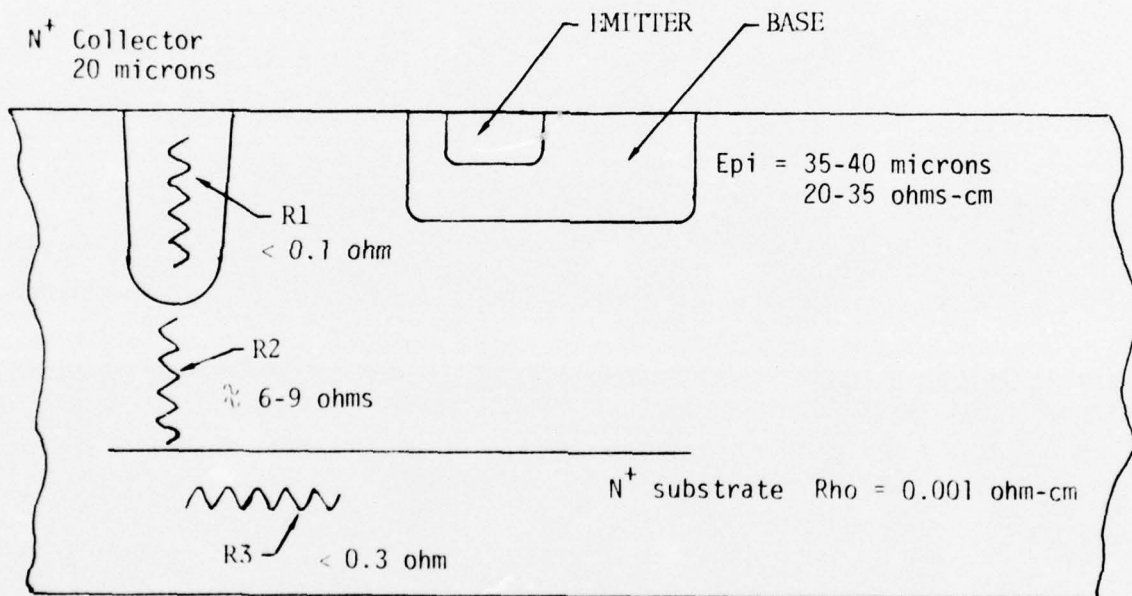 N⁺ Collector
20 microns
EMITTER
BASE
Epi = 35-40 microns
20-35 ohms-cm
R1
< 0.1 ohm
R2
≈ 6-9 ohms
N⁺ substrate Rho = 0.001 ohm-cm
R3
< 0.3 ohm